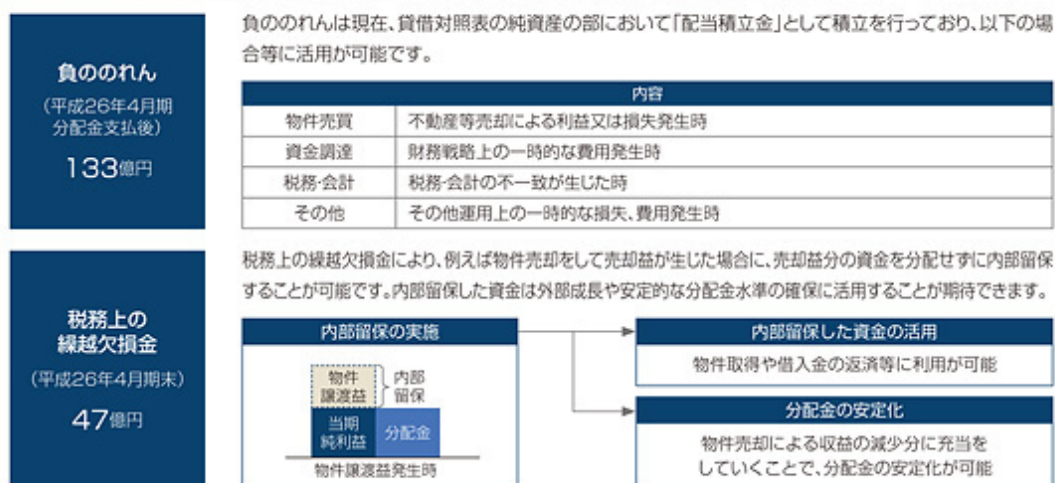 負ののれん
(平成26年4月期
分配金支払後)
133億円
負ののれんは現在、貸借対照表の純資産の部において「配当積立金」として積立を行っており、以下の場
合等に活用が可能です。
内容
物件売買 不動産等売却による利益又は損失発生時
資金調達 財務戦略上の一時的な費用発生時
税務・会計 税務・会計の不一致が生じた時
その他 その他運用上の一時的な損失、費用発生時
税務上の
繰越欠損金
(平成26年4月期末)
47億円
税務上の繰越欠損金により、例えば物件売却をして売却益が生じた場合に、売却益分の資金を分配せずに内部留保
することが可能です。内部留保した資金は外部成長や安定的な分配金水準の確保に活用することが期待できます。
内部留保の実施
物件
譲渡益
内部
留保
当期
純利益
分配金
物件譲渡益発生時
内部留保した資金の活用
物件取得や借入金の返済等に利用が可能
分配金の安定化
物件売却による収益の減少分に充当を
していくことで、分配金の安定化が可能